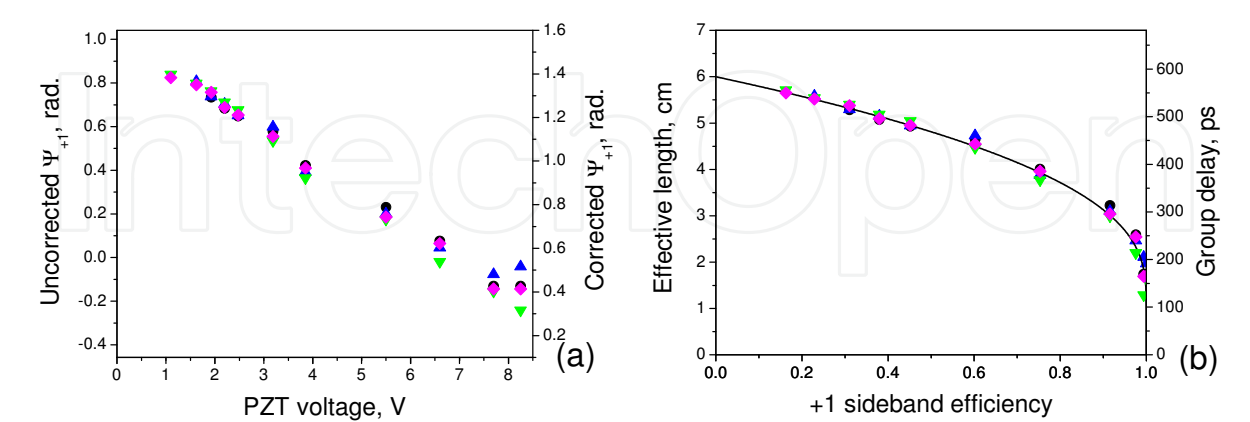 1.0
0.8
0.6
0.4
0.2
0.0
-0.2
-0.4
Uncorrected Ψ+1, rad.
0 1 2 3 4 5 6 7 8
PZT voltage, V
1.6
1.4
1.2
1.0
0.8
0.6
0.4
0.2
Corrected Ψ+1, rad.
(a)
7
6
5
4
3
2
1
0
Effective length, cm
0.0 0.2 0.4 0.6 0.8 1.0
+1 sideband efficiency
600
500
400
300
200
100
0
Group delay, ps
(b)
IntechOpen